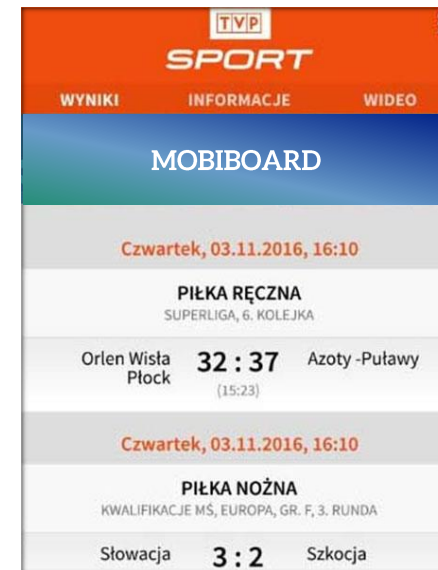 TVP
SPORT
WYNIKI INFORMACJE WIDEO
MOBIBOARD
Czwartek, 03.11.2016, 16:10
PIŁKA RĘCZNA
SUPERLIGA, 6. KOLEJKA
Orlen Wisła
Płock 32 : 37 Azoty -Puławy
(15:23)
Czwartek, 03.11.2016, 16:10
PIŁKA NOŻNA
KWALIFIKACJE MŚ, EUROPA, GR. F, 3. RUNDA
Słowacja 3 : 2 Szkocja